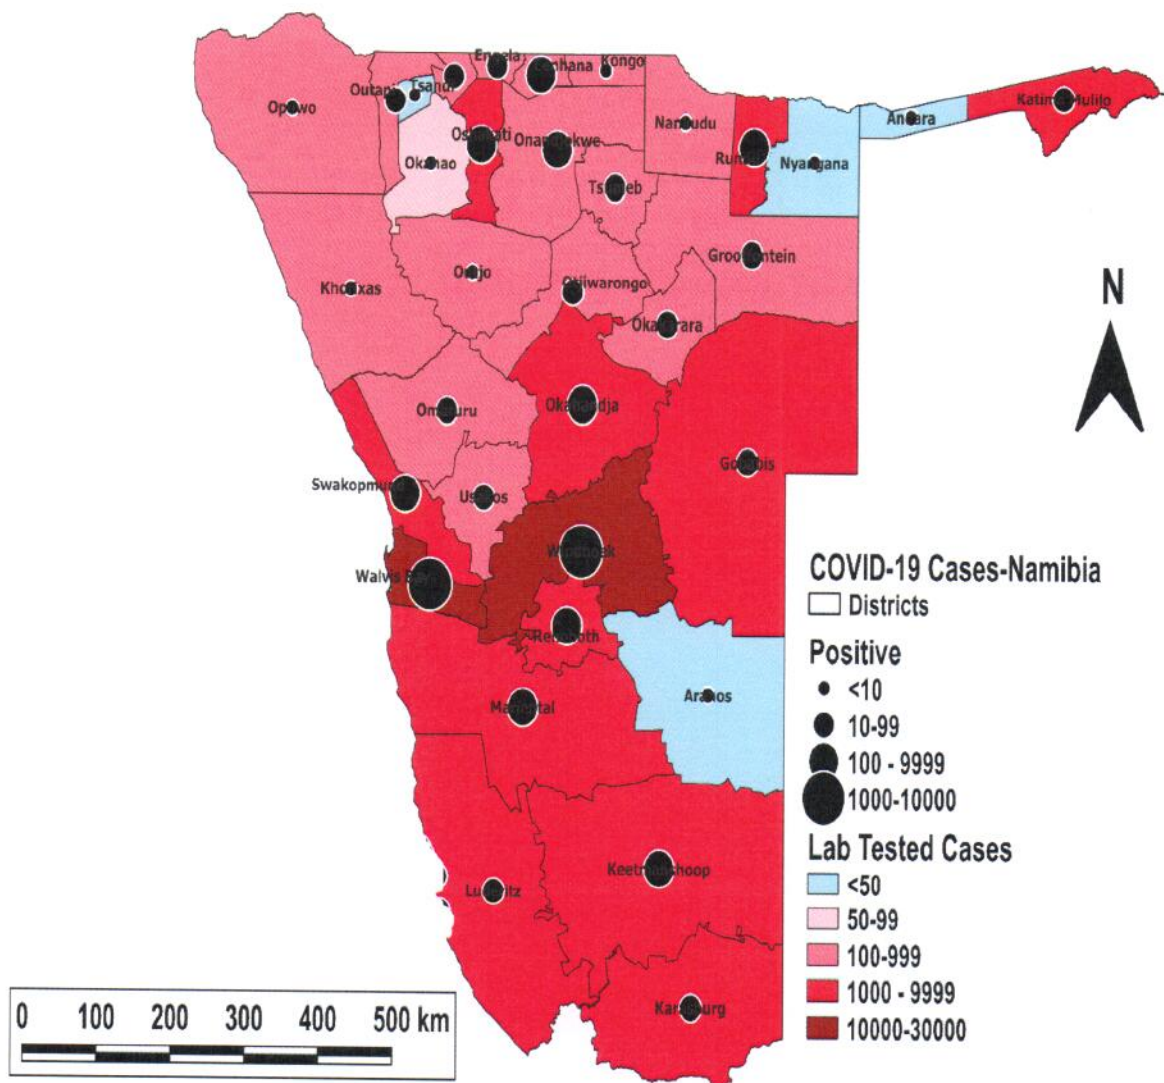 Engela
Eenhana
Kongo
Outapi
Tsandi
Opuwo
Katima Mulilo
Andara
Nankudu
Oshakati
Onandjokwe
Rundu
Okahao
Nyangana
Tsumeb
Grootfontein
Outjo
Otjiwarongo
Khorixas
N
Okakarara
Omaruru
Okahandja
Gobabis
Swakopmund
Usakos
Windhoek
Walvis Bay
Rehoboth
Mariental
Aranos
Keetmanshoop
Luderitz
Karasburg
COVID-19 Cases-Namibia
Districts
Positive
<10
10-99
100 - 9999
1000-10000
Lab Tested Cases
<50
50-99
100-999
1000 - 9999
10000-30000
0 100 200 300 400 500 km